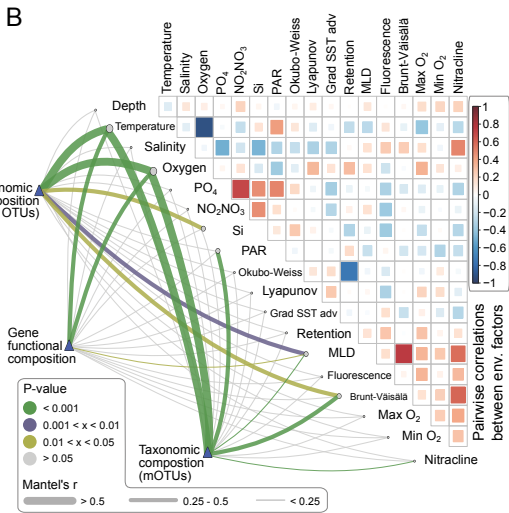 B
Temperature
Salinity
Oxygen
PO4
NO2NO3
Si
PAR
Okubo-Weiss
Lyapunov
Grad SST adv
Retention
MLD
Fluorescence
Brunt-Väisälä
Max O2
Min O2
Nitracline
Depth
Temperature
Salinity
Oxygen
PO4
NO2NO3
Si
PAR
Okubo-Weiss
Lyapunov
Grad SST adv
Retention
MLD
Fluorescence
Brunt-Väisälä
Max O2
Min O2
Nitracline
1
0.8
0.6
0.4
0.2
0
−0.2
−0.4
−0.6
−0.8
−1
Pairwise correlations
between env. factors
nomic
position
OTUs)
Gene
functional
composition
Taxonomic
compostion
(mOTUs)
P-value
< 0.001
0.001 < x < 0.01
0.01 < x < 0.05
> 0.05
Mantel's r
> 0.5
0.25 - 0.5
< 0.25